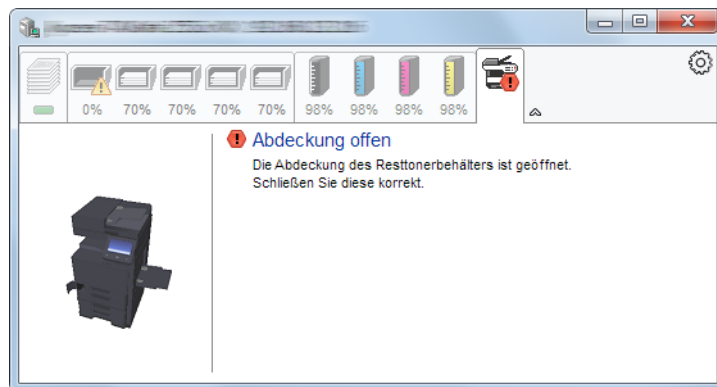 0% 70% 70% 70% 70% 98% 98% 98% 98%
Abdeckung offen
Die Abdeckung des Resttonerbehälters ist geöffnet.
Schließen Sie diese korrekt.